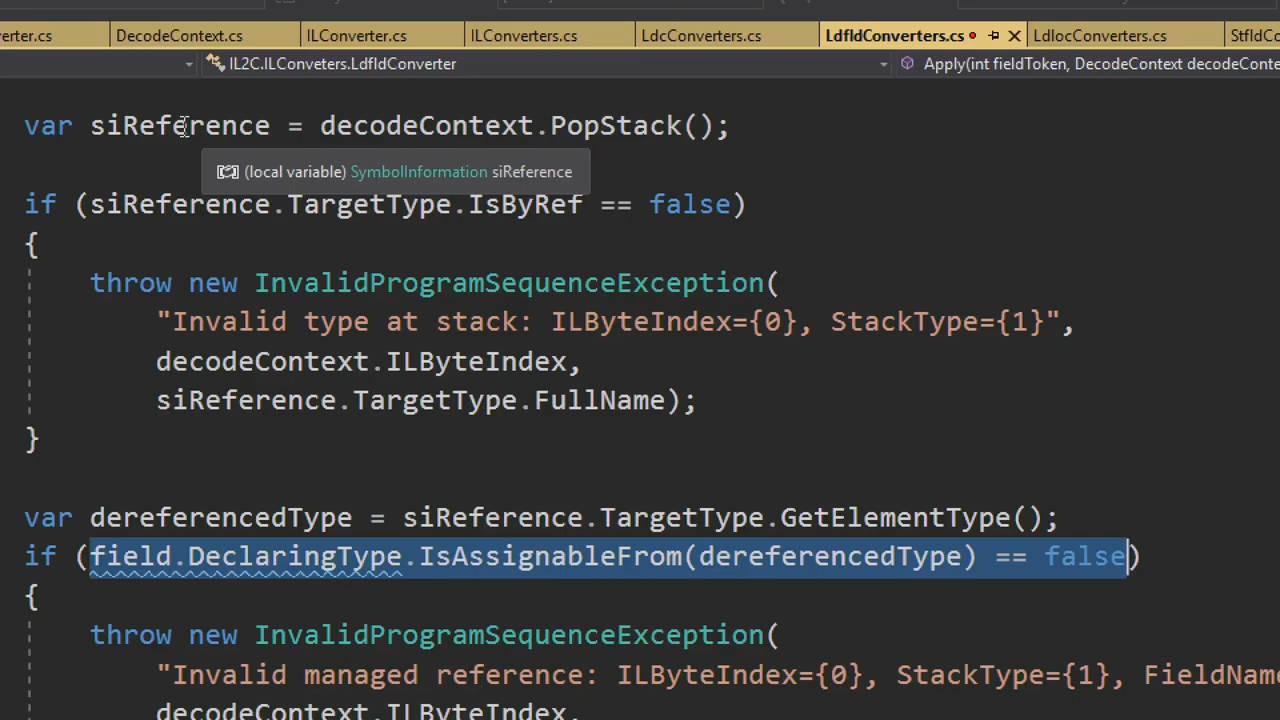 erter.cs DecodeContext.cs ILConverter.cs ILConverters.cs LdcConverters.cs LdfldConverters.cs LdlocConverters.cs StfldCo
IL2C.ILConveters.LdfldConverter Apply(int fieldToken, DecodeContext decodeConte
var siReference = decodeContext.PopStack();
(local variable) SymbolInformation siReference
if (siReference.TargetType.IsByRef == false)
{
throw new InvalidProgramSequenceException(
"Invalid type at stack: ILByteIndex={0}, StackType={1}",
decodeContext.ILByteIndex,
siReference.TargetType.FullName);
}
var dereferencedType = siReference.TargetType.GetElementType();
if (field.DeclaringType.IsAssignableFrom(dereferencedType) == false)
{
throw new InvalidProgramSequenceException(
"Invalid managed reference: ILByteIndex={0}, StackType={1}, FieldName
decodeContext.ILByteIndex,